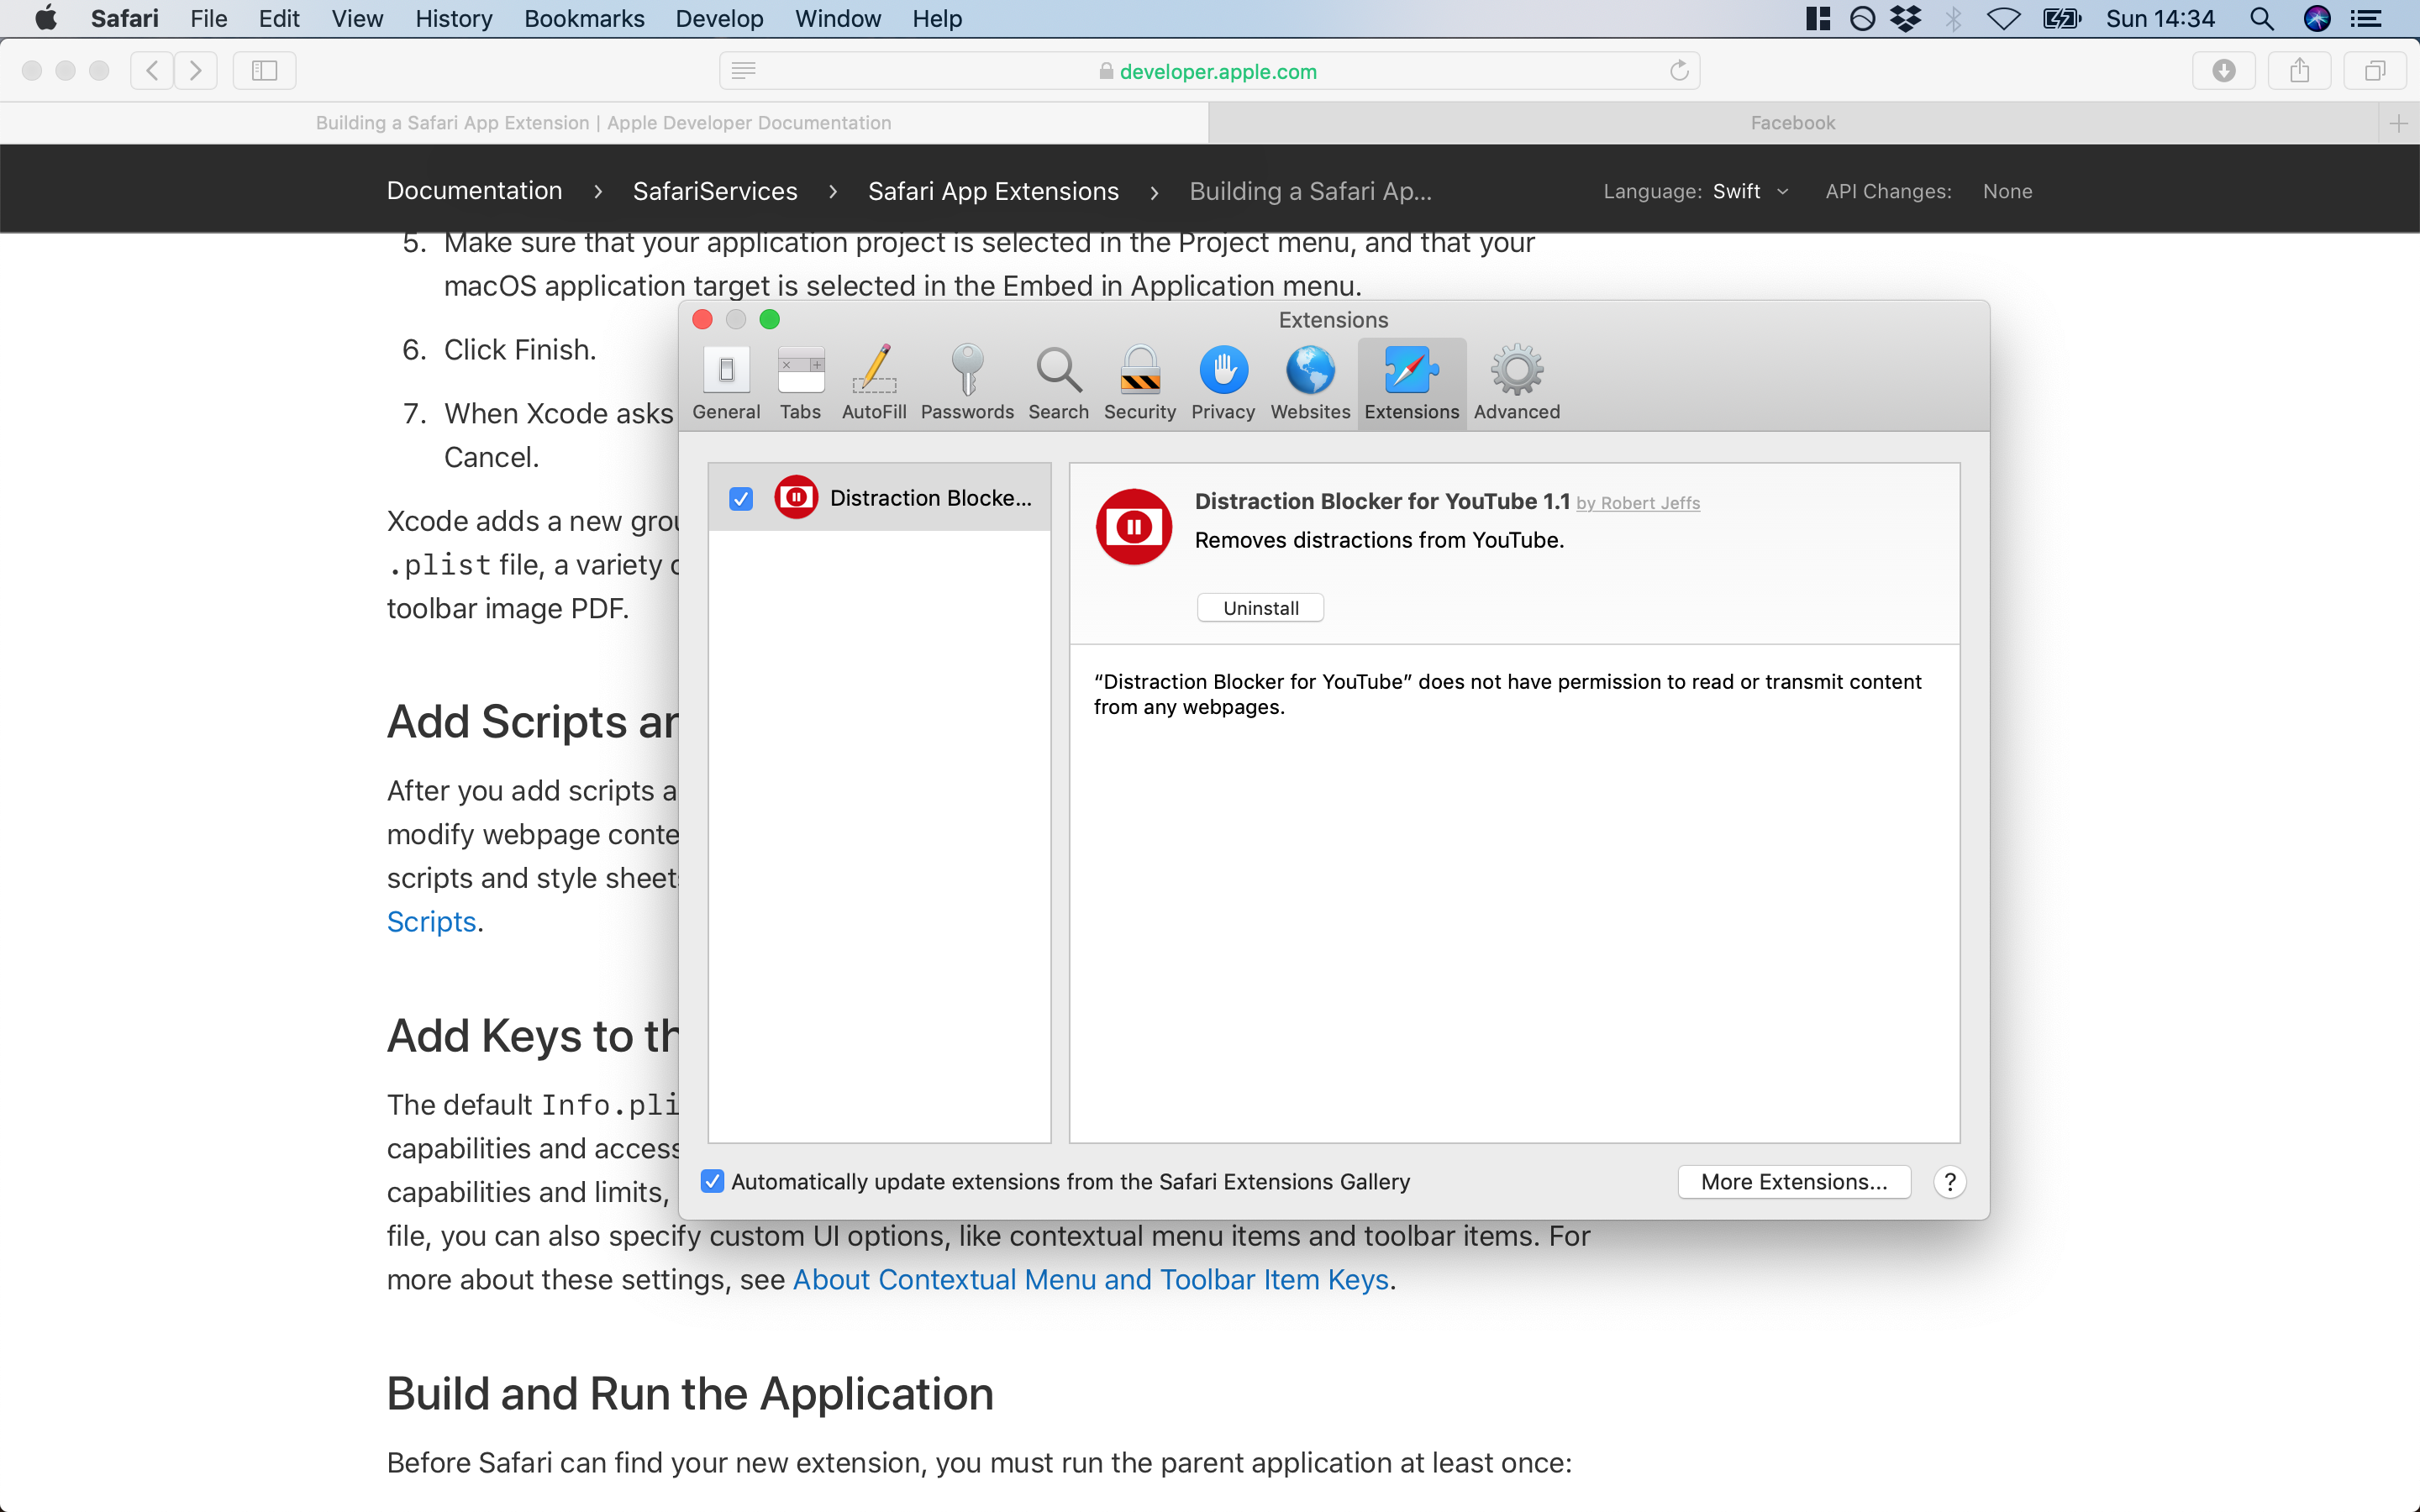 Safari File Edit View History Bookmarks Develop Window Help Sun 14:34
developer.apple.com
Building a Safari App Extension | Apple Developer Documentation Facebook
Documentation › SafariServices › Safari App Extensions › Building a Safari Ap... Language: Swift API Changes: None
5. Make sure that your application project is selected in the Project menu, and that your
macOS application target is selected in the Embed in Application menu.
6. Click Finish.
7. When Xcode asks
Cancel.
Xcode adds a new grou
.plist file, a variety
toolbar image PDF.
Add Scripts an
After you add scripts a
modify webpage conte
scripts and style sheets
Scripts.
Add Keys to th
The default Info.pli
capabilities and access
capabilities and limits,
file, you can also specify custom UI options, like contextual menu items and toolbar items. For
more about these settings, see About Contextual Menu and Toolbar Item Keys.
Build and Run the Application
Before Safari can find your new extension, you must run the parent application at least once:
Extensions
General Tabs AutoFill Passwords Search Security Privacy Websites Extensions Advanced
Distraction Blocke...
Distraction Blocker for YouTube 1.1 by Robert Jeffs
Removes distractions from YouTube.
Uninstall
“Distraction Blocker for YouTube” does not have permission to read or transmit content
from any webpages.
Automatically update extensions from the Safari Extensions Gallery
More Extensions... ?